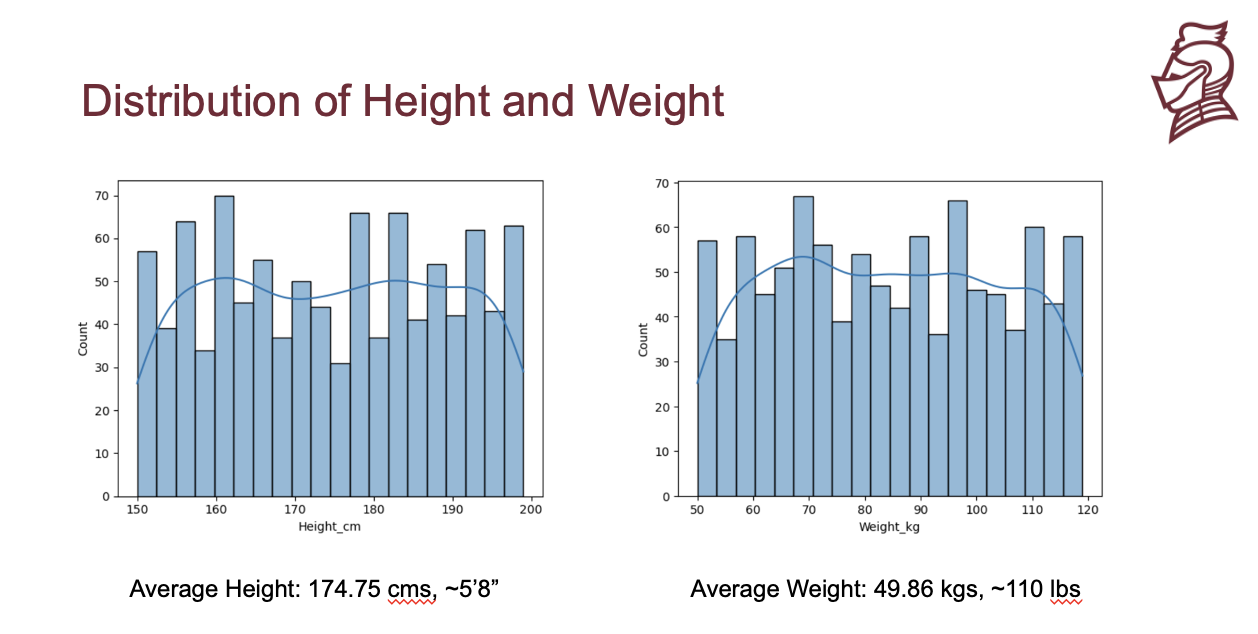 Distribution of Height and Weight
70
60
50
40
30
20
10
0
Count
150 160 170 180 190 200
Height_cm
70
60
50
40
30
20
10
0
Count
50 60 70 80 90 100 110 120
Weight_kg
Average Height: 174.75 cms, ~5’8”
Average Weight: 49.86 kgs, ~110 lbs